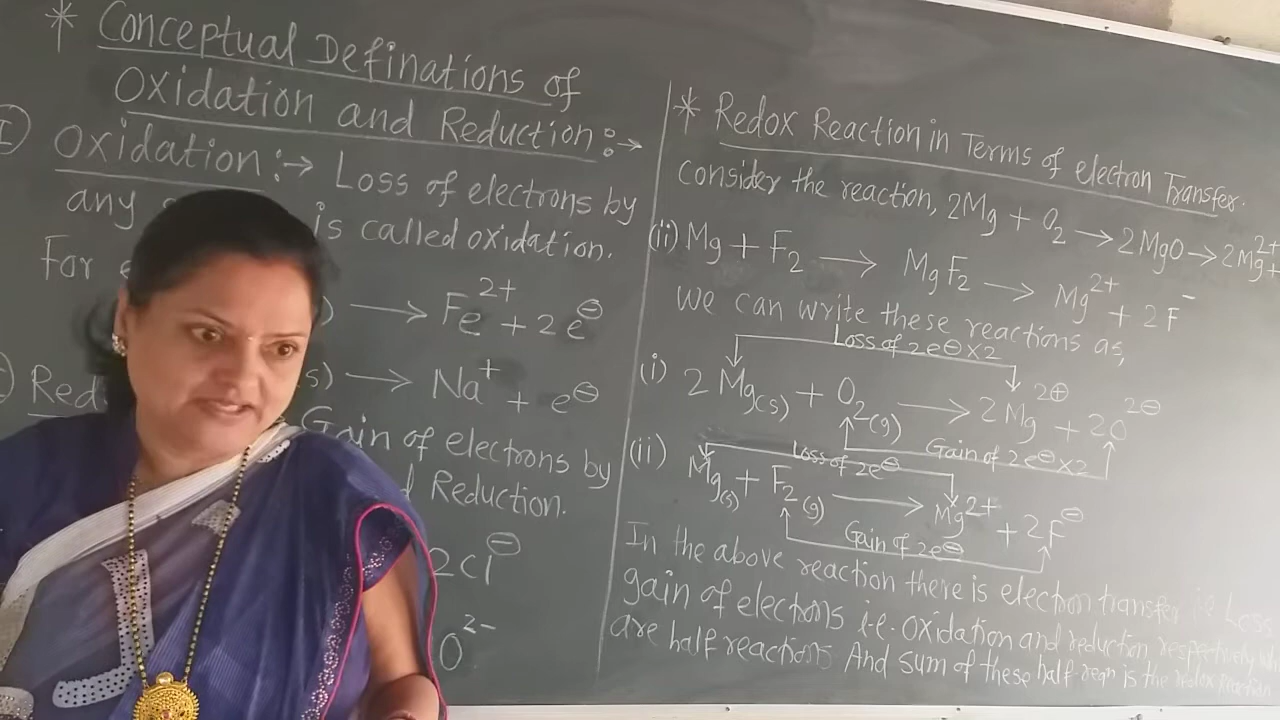 * Conceptual Definations of
Oxidation and Reduction :→
I) Oxidation :→ Loss of electrons by
any is called oxidation.
For
→ Fe²⁺ + 2e⊖
Red
(s) → Na⁺ + e⊖
Gain of electrons by
Reduction.
2Cl⊖
O²⁻
* Redox Reaction in Terms of electron Transfer.
Consider the reaction, 2Mg + O₂ → 2MgO → 2Mg²⁺+
(ii) Mg + F₂ → MgF₂ → Mg²⁺ + 2F⁻
We can write these reactions as,
Loss of 2e⊖×2
(i) 2Mg(s) + O₂(g) → 2Mg²⊕ + 2O²⊖
Gain of 2e⊖×2
Loss of 2e⊖
(ii) Mg(s) + F₂(g) → Mg²⁺ + 2F⊖
Gain of 2e⊖
In the above reaction there is electron transfer i.e. Loss
gain of electrons i.e. oxidation and reduction respectively
are half reactions And sum of these half reaⁿ is the redox reaction